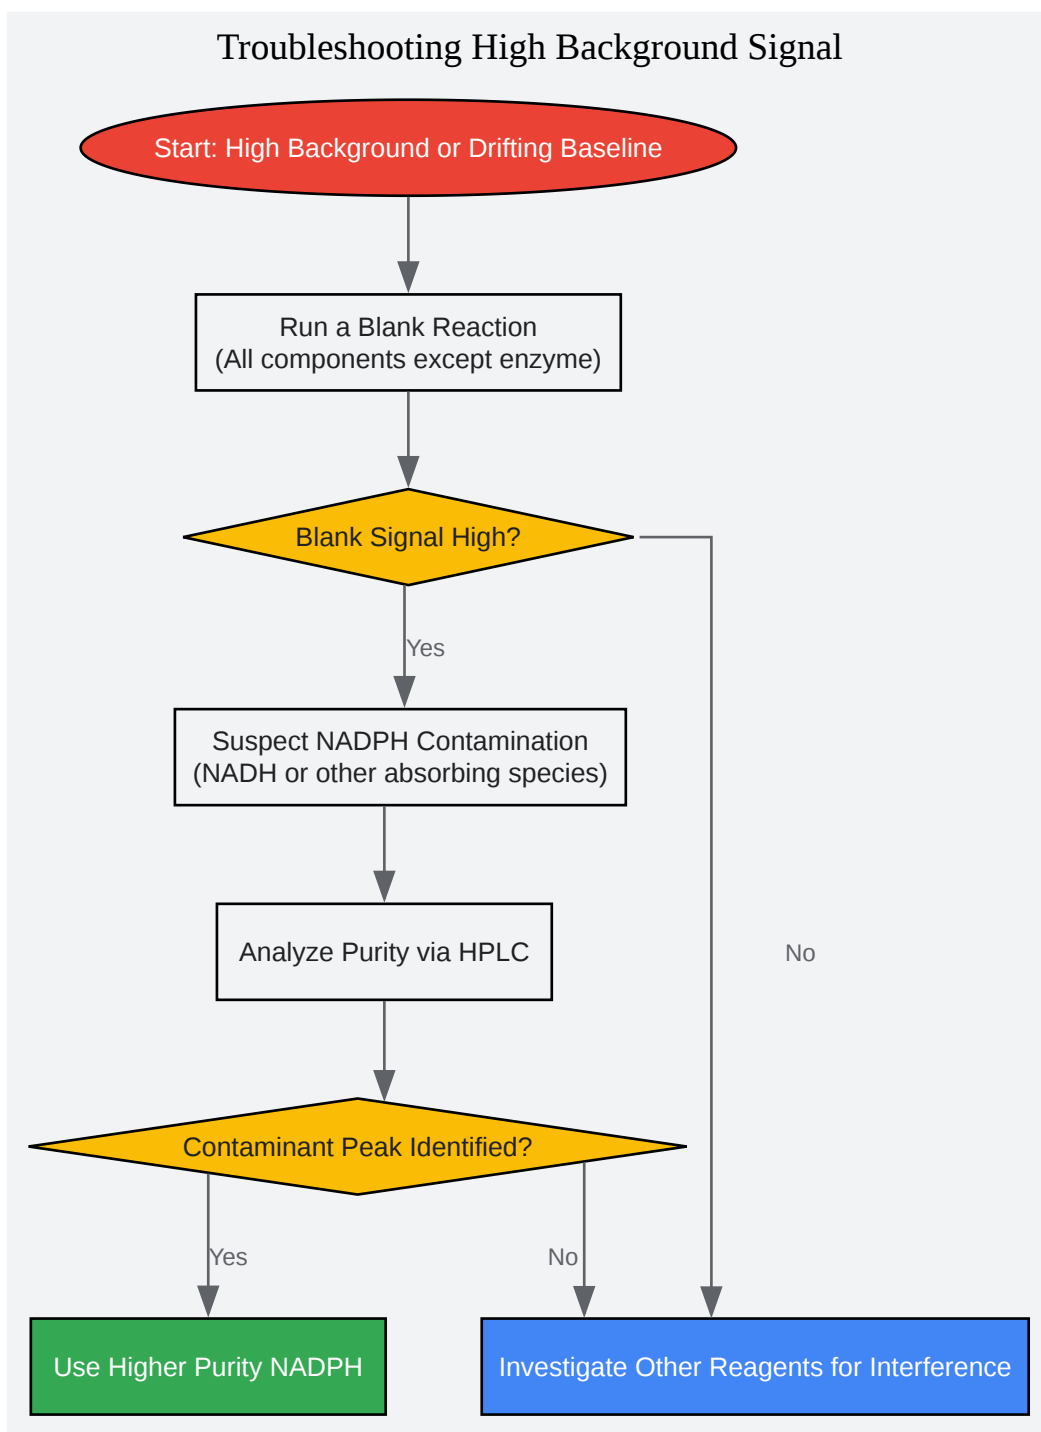 Troubleshooting High Background Signal
Start: High Background or Drifting Baseline
Run a Blank Reaction
(All components except enzyme)
Blank Signal High?
Yes
Suspect NADPH Contamination
(NADH or other absorbing species)
Analyze Purity via HPLC
No
Contaminant Peak Identified?
Yes
No
Use Higher Purity NADPH
Investigate Other Reagents for Interference